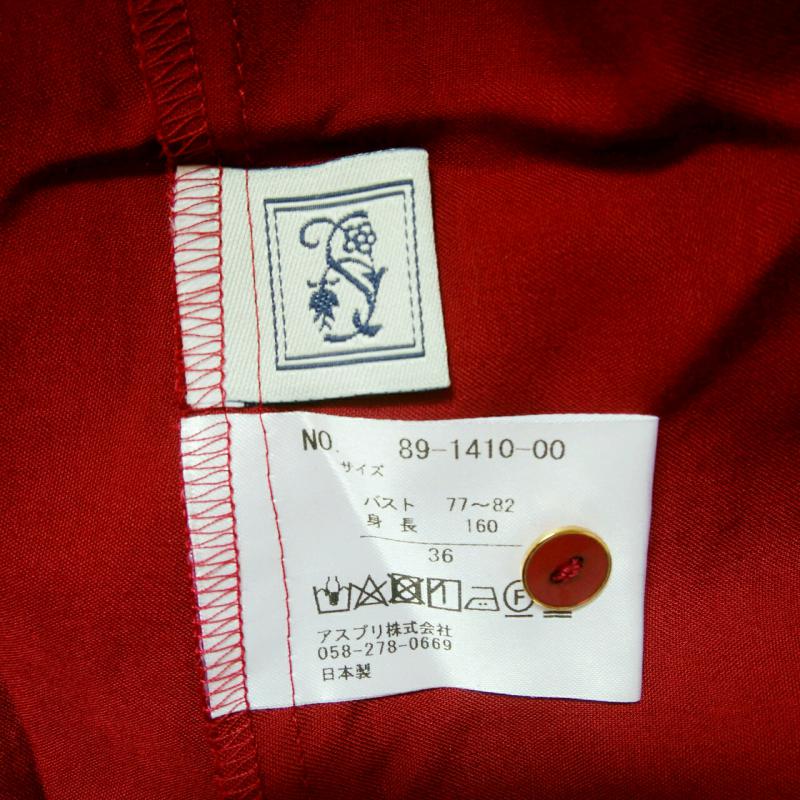 NO. 89-1410-00
サイズ
バスト 77〜82
身長 160
36
F
アスプリ株式会社
058-278-0669
日本製